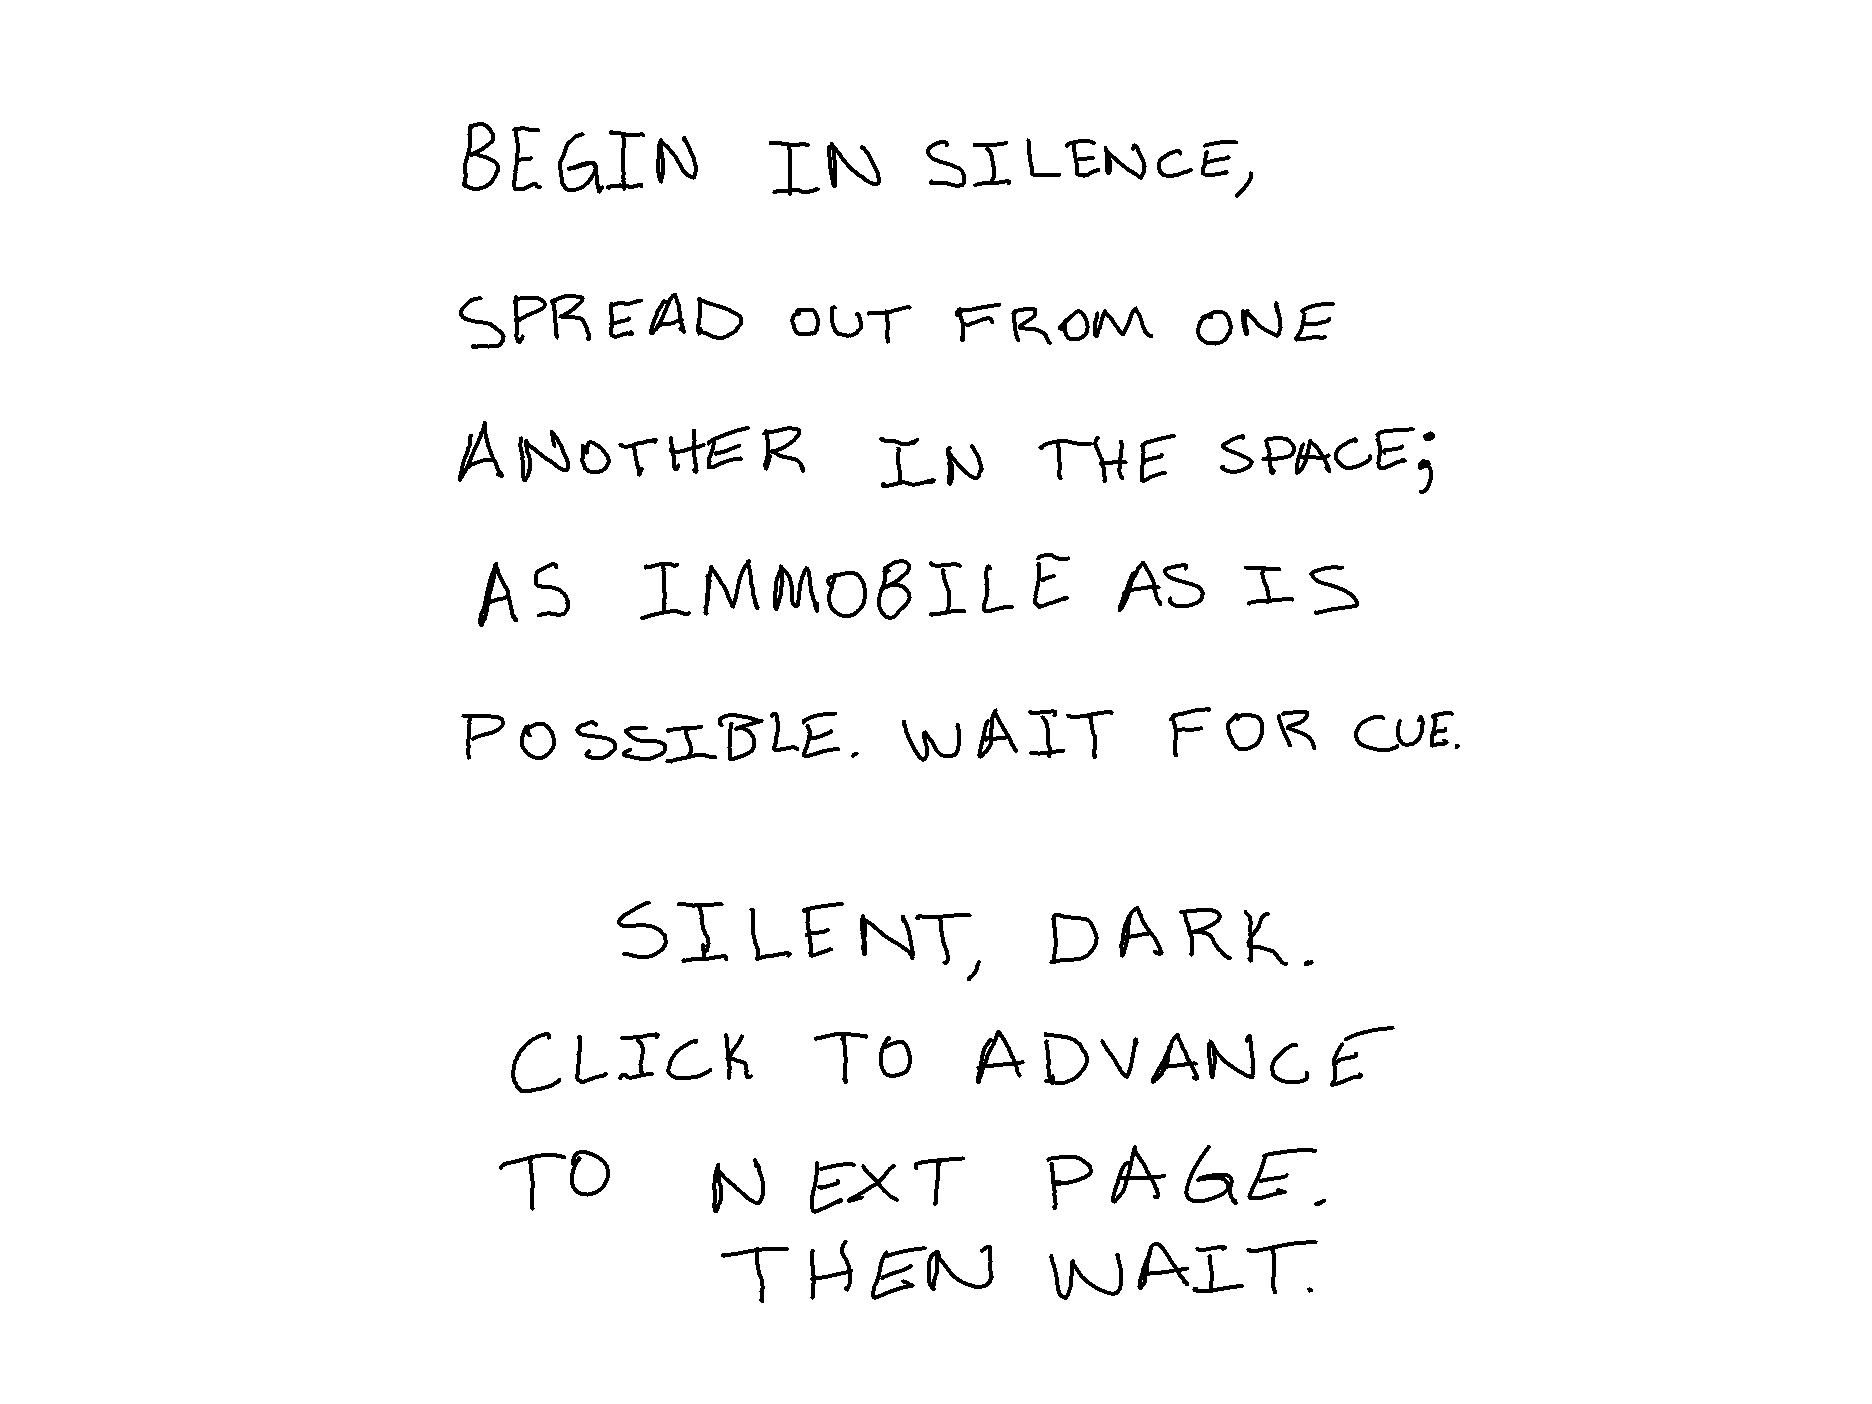 BEGIN IN SILENCE,
SPREAD OUT FROM ONE
ANOTHER IN THE SPACE;
AS IMMOBILE AS IS
POSSIBLE. WAIT FOR CUE.
SILENT, DARK.
CLICK TO ADVANCE
TO NEXT PAGE.
THEN WAIT.